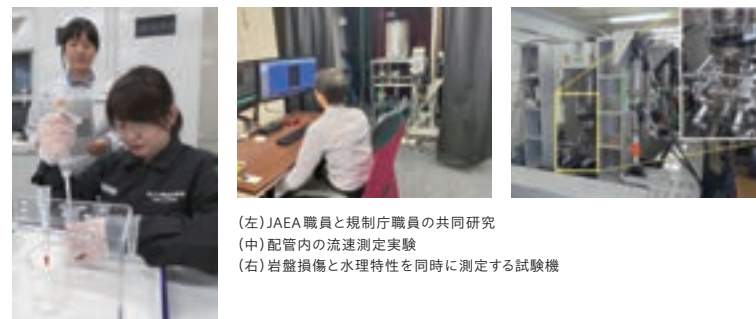 (左)JAEA職員と規制庁職員の共同研究
(中)配管内の流速測定実験
(右)岩盤損傷と水理特性を同時に測定する試験機